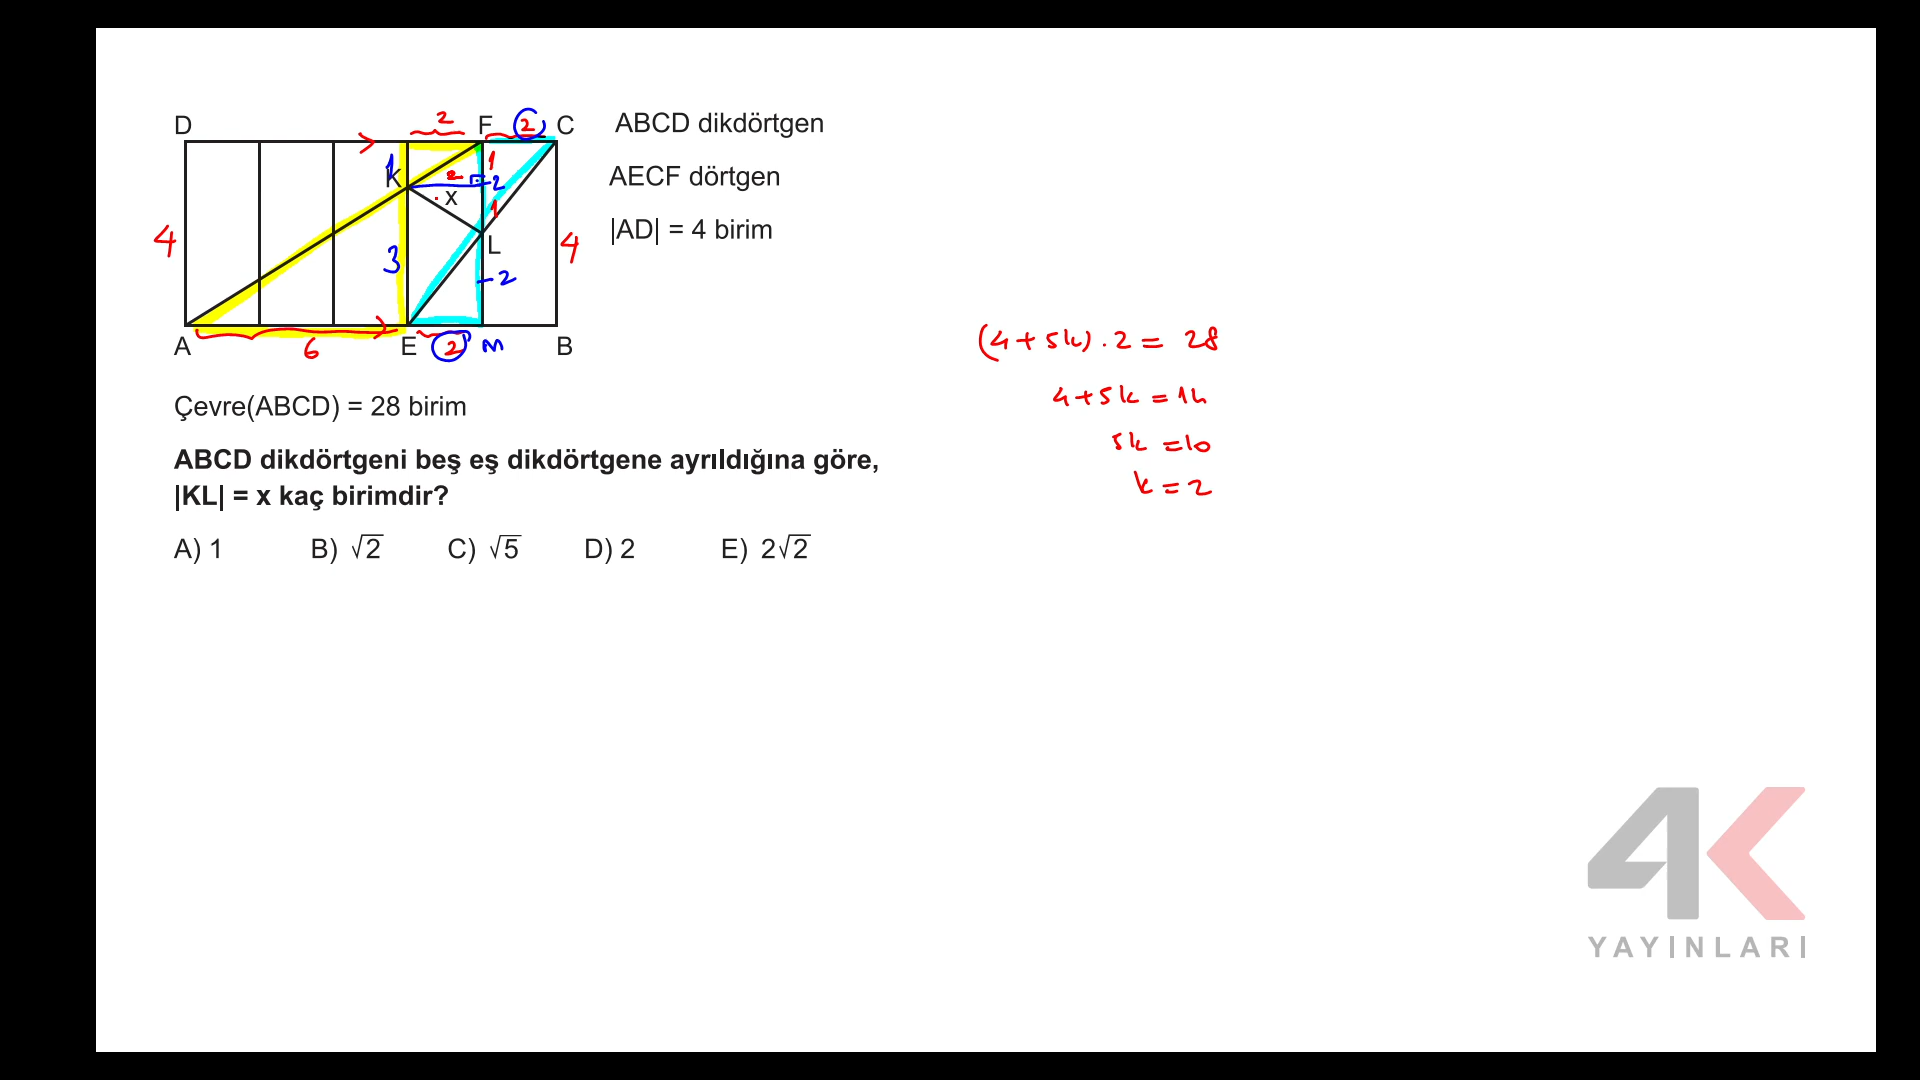 2
D F 2 C ABCD dikdörtgen
1 1
K 2 2 AECF dörtgen
x 1
4 3 L 4 |AD| = 4 birim
2
A 6 E 2 m B
(4+5k).2 = 28
4+5k = 14
5k = 10
k = 2
Çevre(ABCD) = 28 birim
ABCD dikdörtgeni beş eş dikdörtgene ayrıldığına göre,
|KL| = x kaç birimdir?
A) 1 B) √2 C) √5 D) 2 E) 2√2
4K
YAYINLARI